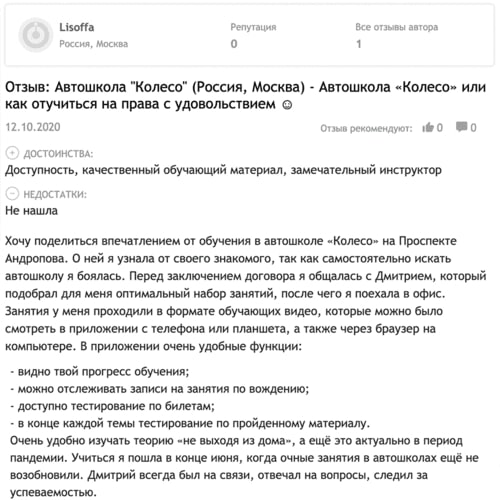 Lisoffa
Россия, Москва
Репутация
0
Все отзывы автора
1
Отзыв: Автошкола "Колесо" (Россия, Москва) - Автошкола «Колесо» или
как отучиться на права с удовольствием ☺
12.10.2020
Отзыв рекомендуют: 0 0
ДОСТОИНСТВА:
Доступность, качественный обучающий материал, замечательный инструктор
НЕДОСТАТКИ:
Не нашла
Хочу поделиться впечатлением от обучения в автошколе «Колесо» на Проспекте
Андропова. О ней я узнала от своего знакомого, так как самостоятельно искать
автошколу я боялась. Перед заключением договора я общалась с Дмитрием, который
подобрал для меня оптимальный набор занятий, после чего я поехала в офис.
Занятия у меня проходили в формате обучающих видео, которые можно было
смотреть в приложении с телефона или планшета, а также через браузер на
компьютере. В приложении очень удобные функции:
- видно твой прогресс обучения;
- можно отслеживать записи на занятия по вождению;
- доступно тестирование по билетам;
- в конце каждой темы тестирование по пройденному материалу.
Очень удобно изучать теорию «не выходя из дома», а ещё это актуально в период
пандемии. Учиться я пошла в конце июня, когда очные занятия в автошколах ещё не
возобновили. Дмитрий всегда был на связи, отвечал на вопросы, следил за
успеваемостью.